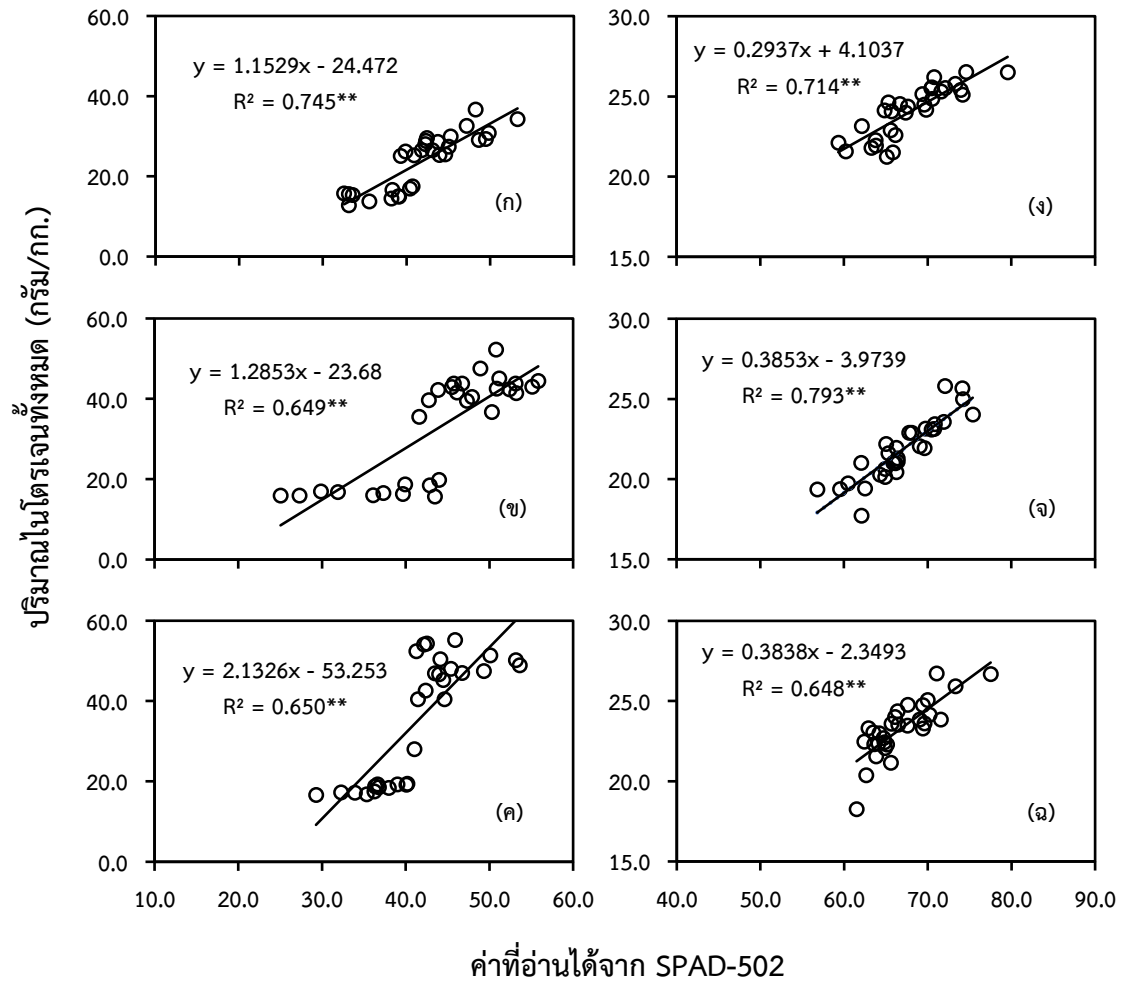 ปริมาณไนโตรเจนทั้งหมด (กรัม/กก.)
60.0
40.0
20.0
0.0
y = 1.1529x - 24.472
R² = 0.745**
(ก)
30.0
25.0
20.0
15.0
y = 0.2937x + 4.1037
R² = 0.714**
(ง)
60.0
40.0
20.0
0.0
y = 1.2853x - 23.68
R² = 0.649**
(ข)
30.0
25.0
20.0
15.0
y = 0.3853x - 3.9739
R² = 0.793**
(จ)
60.0
40.0
20.0
0.0
y = 2.1326x - 53.253
R² = 0.650**
(ค)
10.0 20.0 30.0 40.0 50.0 60.0
30.0
25.0
20.0
15.0
y = 0.3838x - 2.3493
R² = 0.648**
(ฉ)
40.0 50.0 60.0 70.0 80.0 90.0
ค่าที่อ่านได้จาก SPAD-502